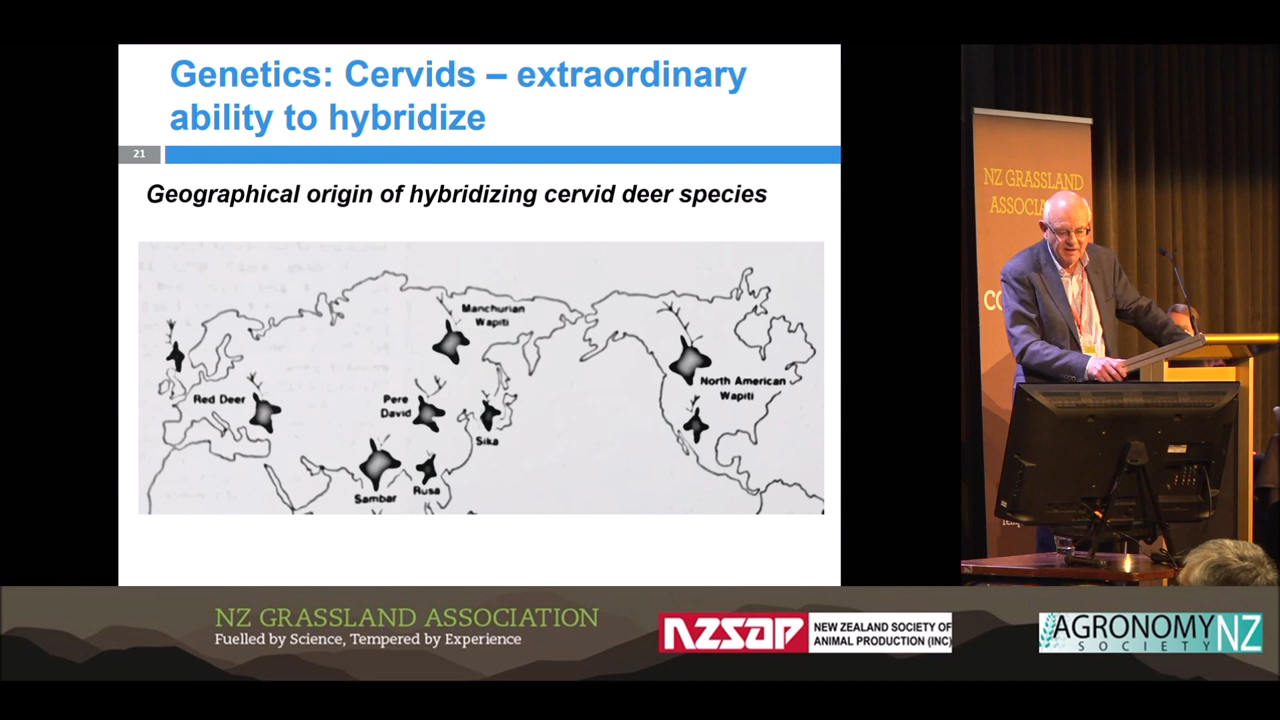 Genetics: Cervids – extraordinary
ability to hybridize
21
Geographical origin of hybridizing cervid deer species
Manchurian
Wapiti
Red Deer
Pere
David
Sika
Sambar
Rusa
North American
Wapiti
NZ GRASSLAND
ASSOCIA
CO
NZ GRASSLAND ASSOCIATION
Fuelled by Science, Tempered by Experience
NZSAP
NEW ZEALAND SOCIETY OF
ANIMAL PRODUCTION (INC)
AGRONOMY NZ
SOCIETY